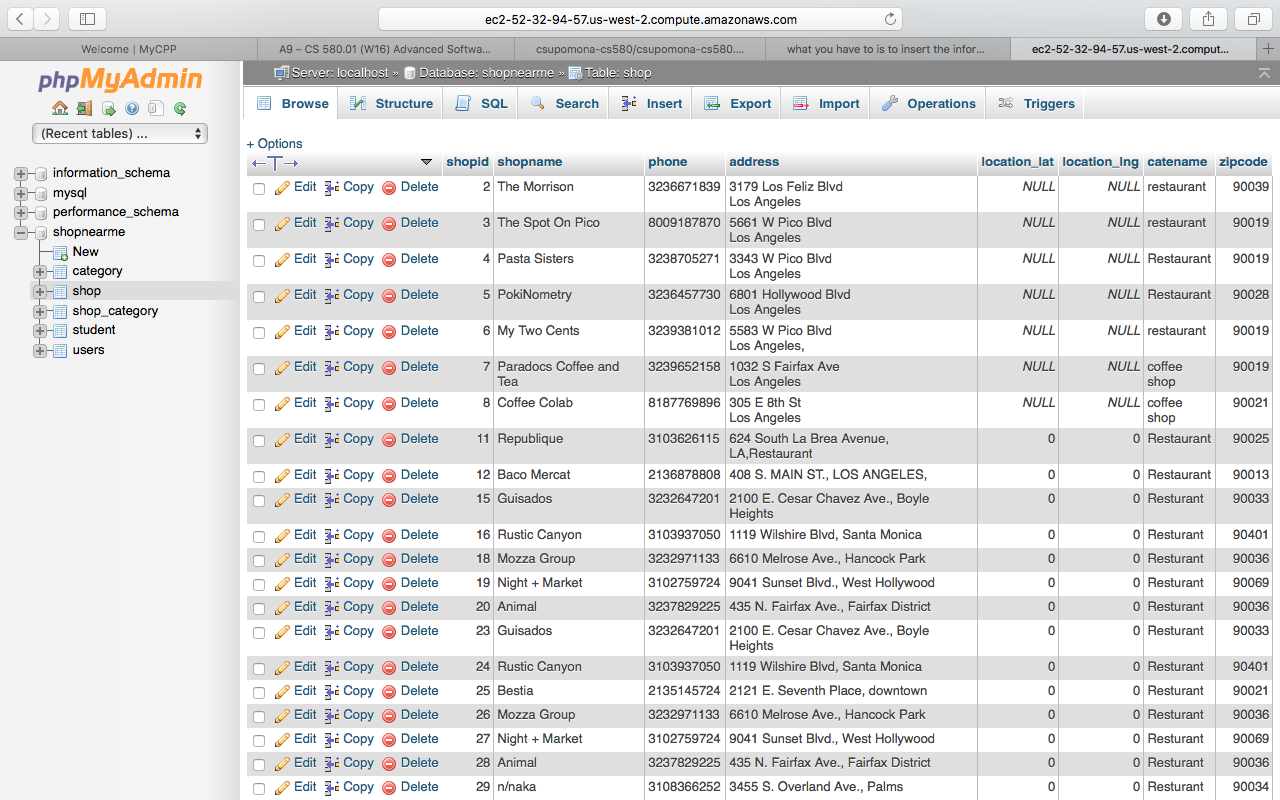 ec2-52-32-94-57.us-west-2.compute.amazonaws.com
Welcome | MyCPP
A9 – CS 580.01 (W16) Advanced Softwa...
csupomona-cs580/csupomona-cs580....
what you have to is to insert the infor...
ec2-52-32-94-57.us-west-2.comput...
phpMyAdmin
(Recent tables) ...
information_schema
mysql
performance_schema
shopnearme
New
category
shop
shop_category
student
users
Server: localhost » Database: shopnearme » Table: shop
Browse Structure SQL Search Insert Export Import Operations Triggers
+ Options
←T→ shopid shopname phone address location_lat location_lng catename zipcode
Edit Copy Delete 2 The Morrison 3236671839 3179 Los Feliz Blvd NULL NULL restaurant 90039
Los Angeles
Edit Copy Delete 3 The Spot On Pico 8009187870 5661 W Pico Blvd NULL NULL restaurant 90019
Los Angeles
Edit Copy Delete 4 Pasta Sisters 3238705271 3343 W Pico Blvd NULL NULL Restaurant 90019
Los Angeles
Edit Copy Delete 5 PokiNometry 3236457730 6801 Hollywood Blvd NULL NULL Restaurant 90028
Los Angeles
Edit Copy Delete 6 My Two Cents 3239381012 5583 W Pico Blvd NULL NULL restaurant 90019
Los Angeles,
Edit Copy Delete 7 Paradocs Coffee and 3239652158 1032 S Fairfax Ave NULL NULL coffee 90019
Tea Los Angeles shop
Edit Copy Delete 8 Coffee Colab 8187769896 305 E 8th St NULL NULL coffee 90021
Los Angeles shop
Edit Copy Delete 11 Republique 3103626115 624 South La Brea Avenue, 0 0 Restaurant 90025
LA,Restaurant
Edit Copy Delete 12 Baco Mercat 2136878808 408 S. MAIN ST., LOS ANGELES, 0 0 Restaurant 90013
Edit Copy Delete 15 Guisados 3232647201 2100 E. Cesar Chavez Ave., Boyle 0 0 Resturant 90033
Heights
Edit Copy Delete 16 Rustic Canyon 3103937050 1119 Wilshire Blvd, Santa Monica 0 0 Resturant 90401
Edit Copy Delete 18 Mozza Group 3232971133 6610 Melrose Ave., Hancock Park 0 0 Resturant 90036
Edit Copy Delete 19 Night + Market 3102759724 9041 Sunset Blvd., West Hollywood 0 0 Resturant 90069
Edit Copy Delete 20 Animal 3237829225 435 N. Fairfax Ave., Fairfax District 0 0 Resturant 90036
Edit Copy Delete 23 Guisados 3232647201 2100 E. Cesar Chavez Ave., Boyle 0 0 Resturant 90033
Heights
Edit Copy Delete 24 Rustic Canyon 3103937050 1119 Wilshire Blvd, Santa Monica 0 0 Resturant 90401
Edit Copy Delete 25 Bestia 2135145724 2121 E. Seventh Place, downtown 0 0 Resturant 90021
Edit Copy Delete 26 Mozza Group 3232971133 6610 Melrose Ave., Hancock Park 0 0 Resturant 90036
Edit Copy Delete 27 Night + Market 3102759724 9041 Sunset Blvd., West Hollywood 0 0 Resturant 90069
Edit Copy Delete 28 Animal 3237829225 435 N. Fairfax Ave., Fairfax District 0 0 Resturant 90036
Edit Copy Delete 29 n/naka 3108366252 3455 S. Overland Ave., Palms 0 0 Resturant 90034